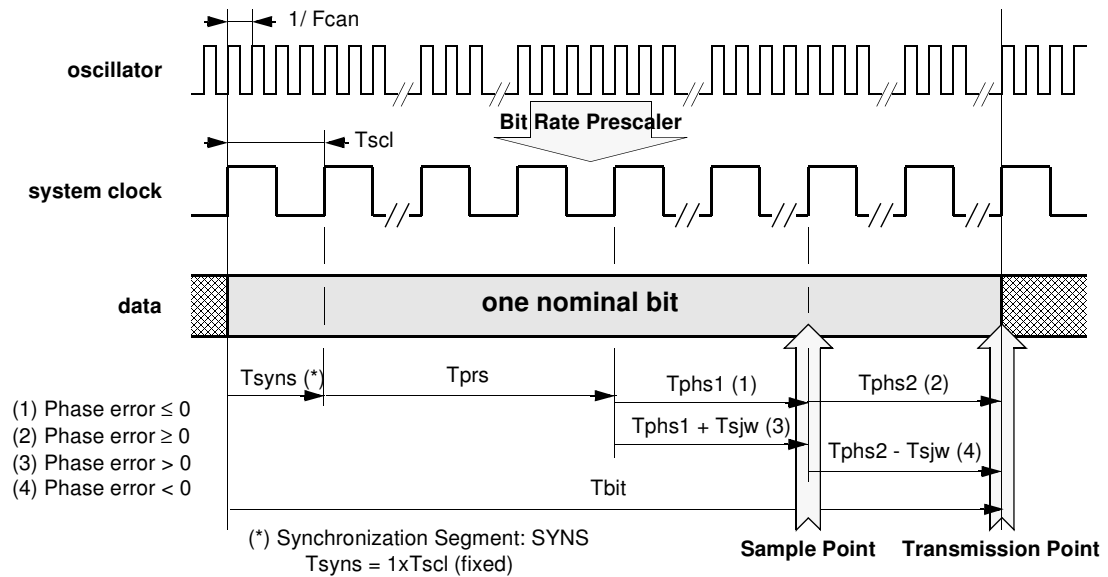 1/ Fcan
oscillator
Bit Rate Prescaler
Tscl
system clock
data
one nominal bit
Tsyns (*)
Tprs
Tphs1 (1)
Tphs2 (2)
(1) Phase error ≤ 0
(2) Phase error ≥ 0
(3) Phase error > 0
(4) Phase error < 0
Tphs1 + Tsjw (3)
Tphs2 - Tsjw (4)
Tbit
(*) Synchronization Segment: SYNS
Tsyns = 1xTscl (fixed)
Sample Point
Transmission Point